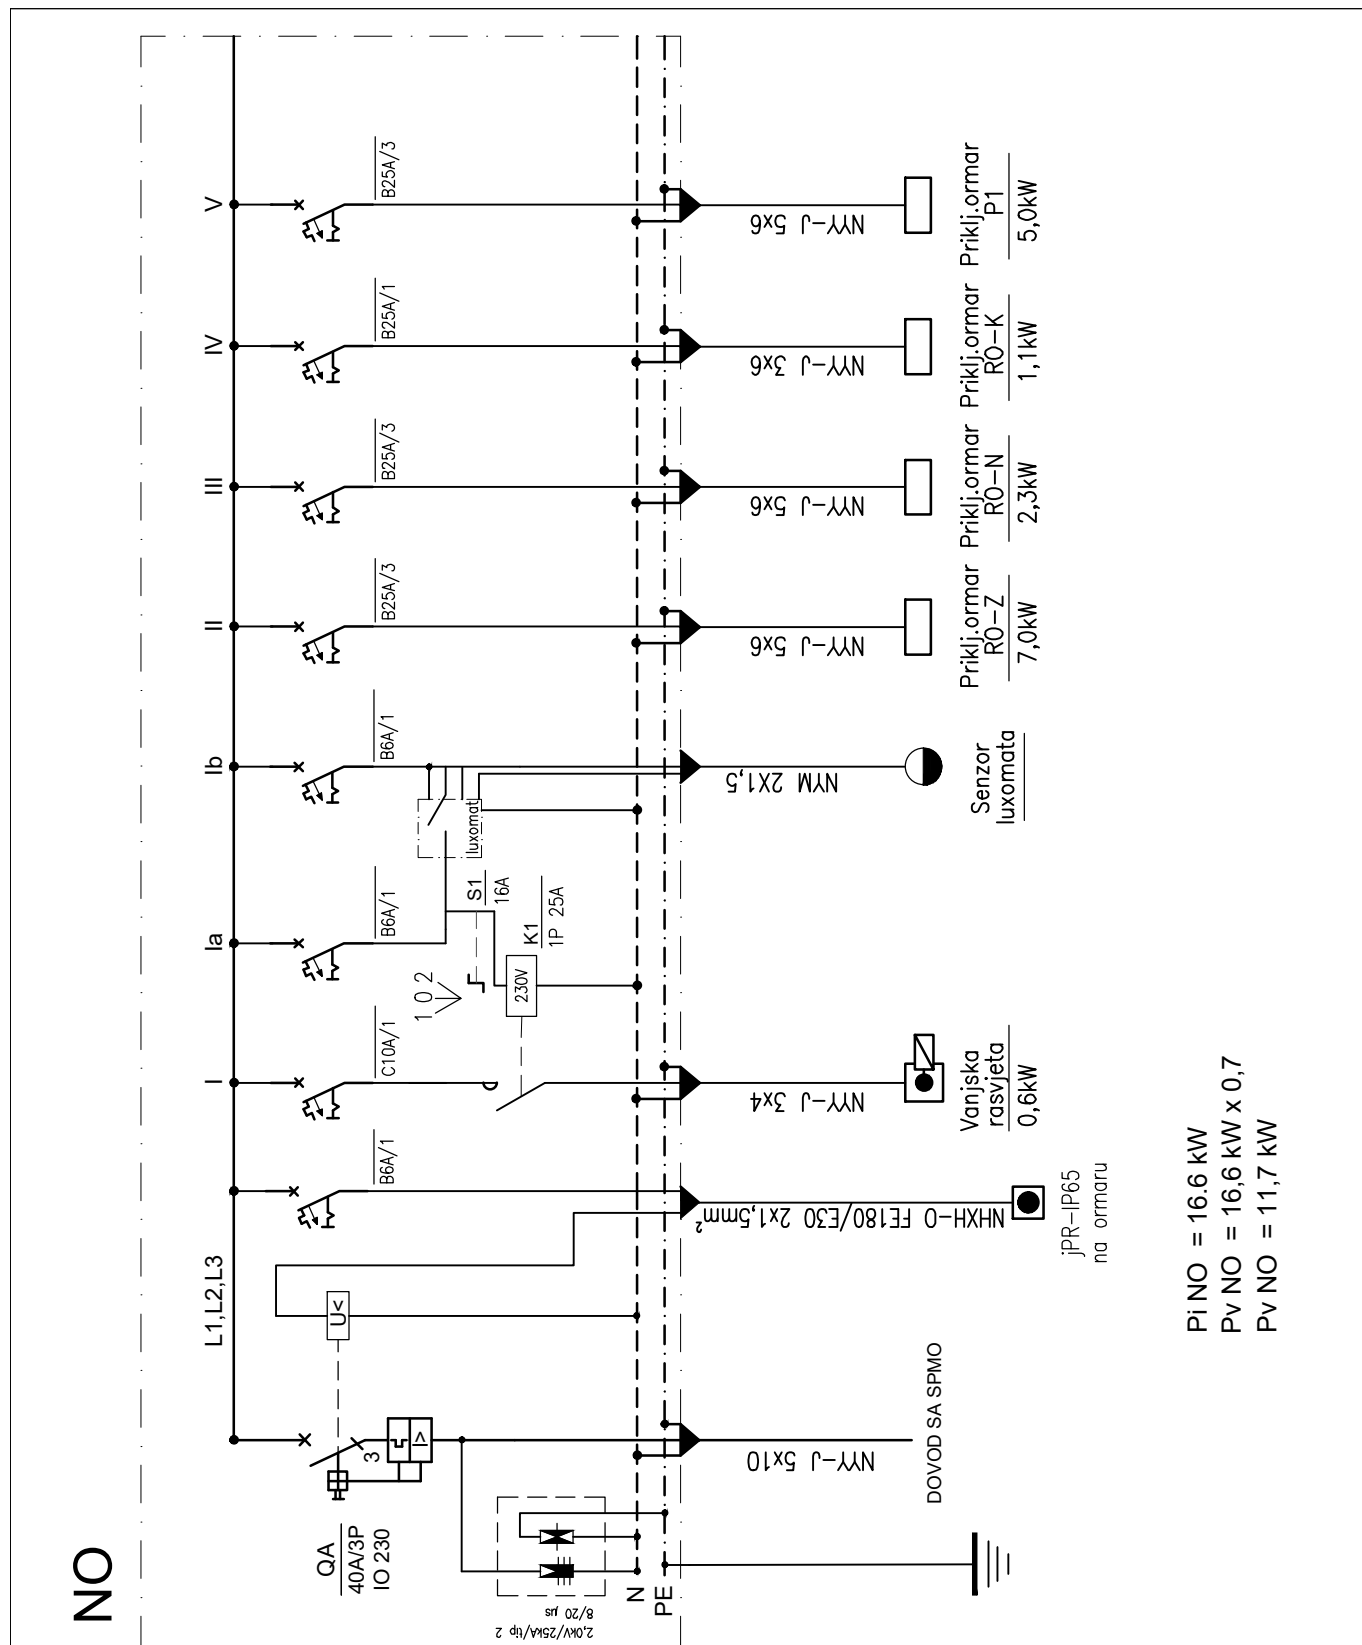 NO
QA
40A/3P
IO 230
2,0kV/25kA/tip 2
8/20 µs
N
PE
3
U<
L1,L2,L3
NYY-J 5x10
DOVOD SA SPMO
B6A/1
NHXH-O FE180/E30 2x1,5mm²
jPR-IP65
na ormaru
I
C10A/1
NYY-J 3x4
Vanjska
rasvjeta
0,6kW
Ia
B6A/1
1 0 2
S1
16A
230V
K1
1P 25A
Ib
B6A/1
luxomat
NYM 2X1,5
Senzor
luxomata
II
B25A/3
NYY-J 5x6
Priklj.ormar
RO-Z
7,0kW
III
B25A/3
NYY-J 5x6
Priklj.ormar
RO-N
2,3kW
IV
B25A/1
NYY-J 3x6
Priklj.ormar
RO-K
1,1kW
V
B25A/3
NYY-J 5x6
Priklj.ormar
P1
5,0kW
Pi NO = 16.6 kW
Pv NO = 16,6 kW x 0,7
Pv NO = 11,7 kW